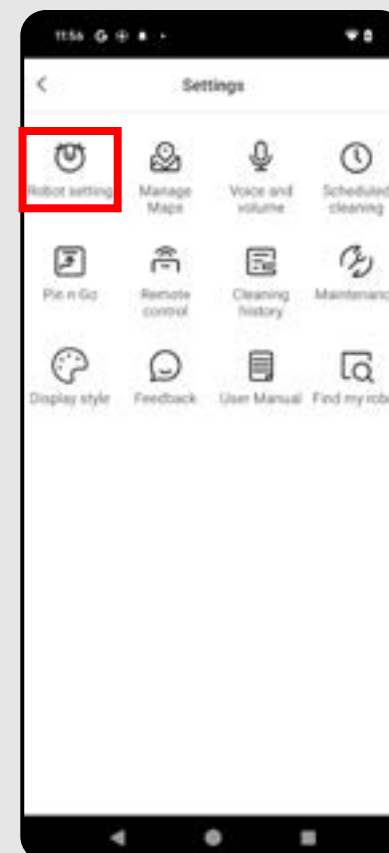 11:56 G
Settings
Robot setting
Manage Maps
Voice and volume
Scheduled cleaning
Pin n Go
Remote control
Cleaning history
Maintenanc
Display style
Feedback
User Manual
Find my robo